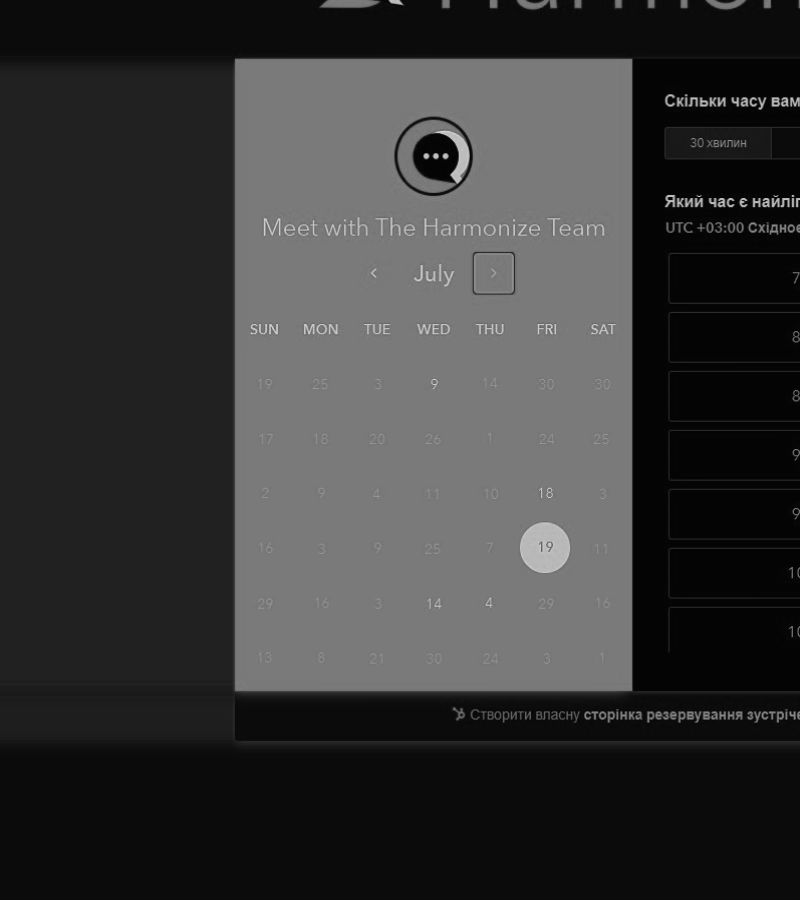 Harmon
Meet with The Harmonize Team
July
SUN MON TUE WED THU FRI SAT
19 25 3 9 14 30 30
17 18 20 26 1 24 25
2 9 4 11 10 18 3
16 3 9 25 7 19 11
29 16 3 14 4 29 16
13 8 21 30 24 3 1
Скільки часу вам
30 хвилин
Який час є найліп
UTC +03:00 Східноє
7
8
8
9
9
10
10
Створити власну сторінка резервування зустріче